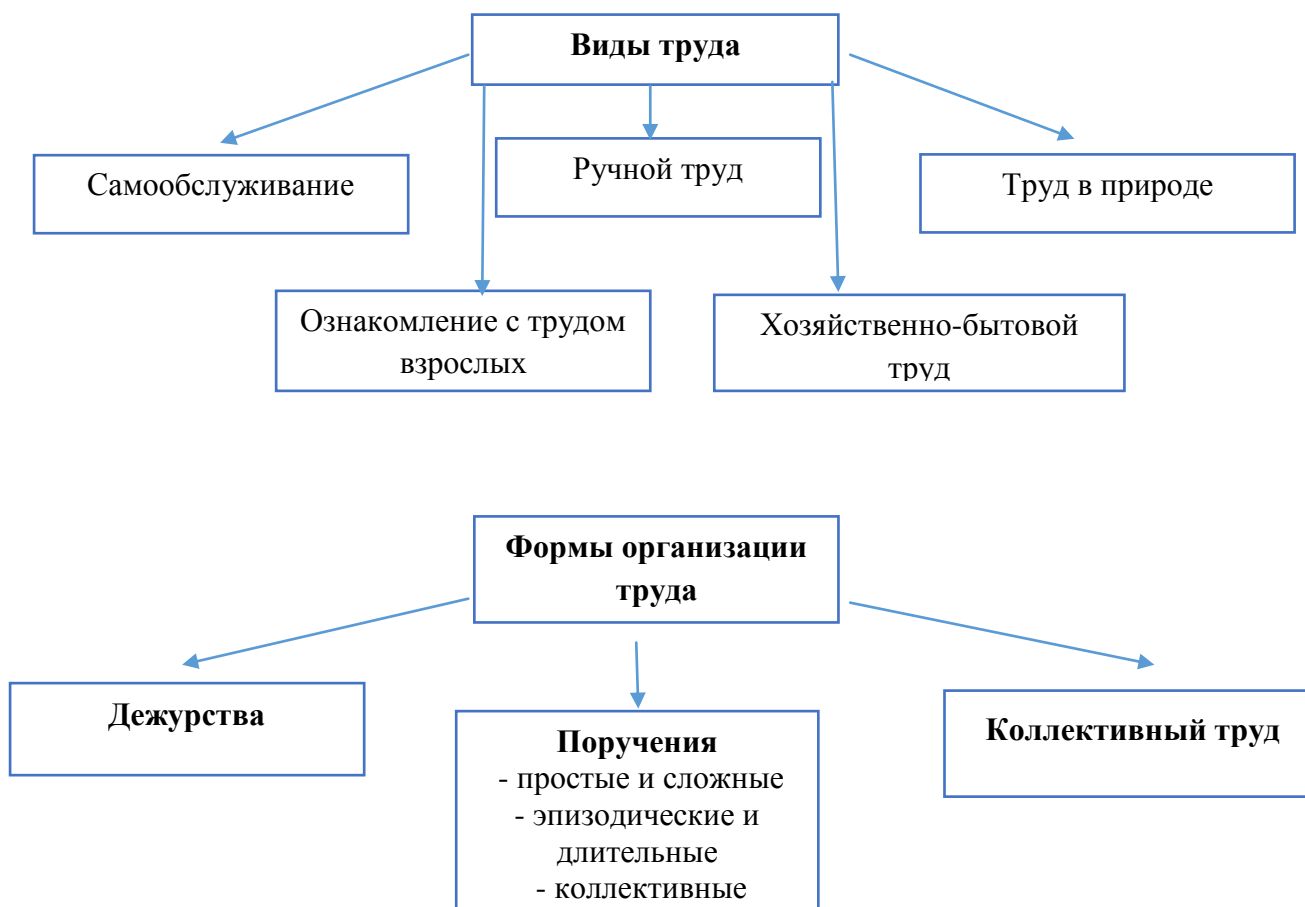 Виды труда
Самообслуживание
Ручной труд
Труд в природе
Ознакомление с трудом
взрослых
Хозяйственно-бытовой
труд
Формы организации
труда
Дежурства
Поручения
- простые и сложные
- эпизодические и
длительные
- коллективные
Коллективный труд